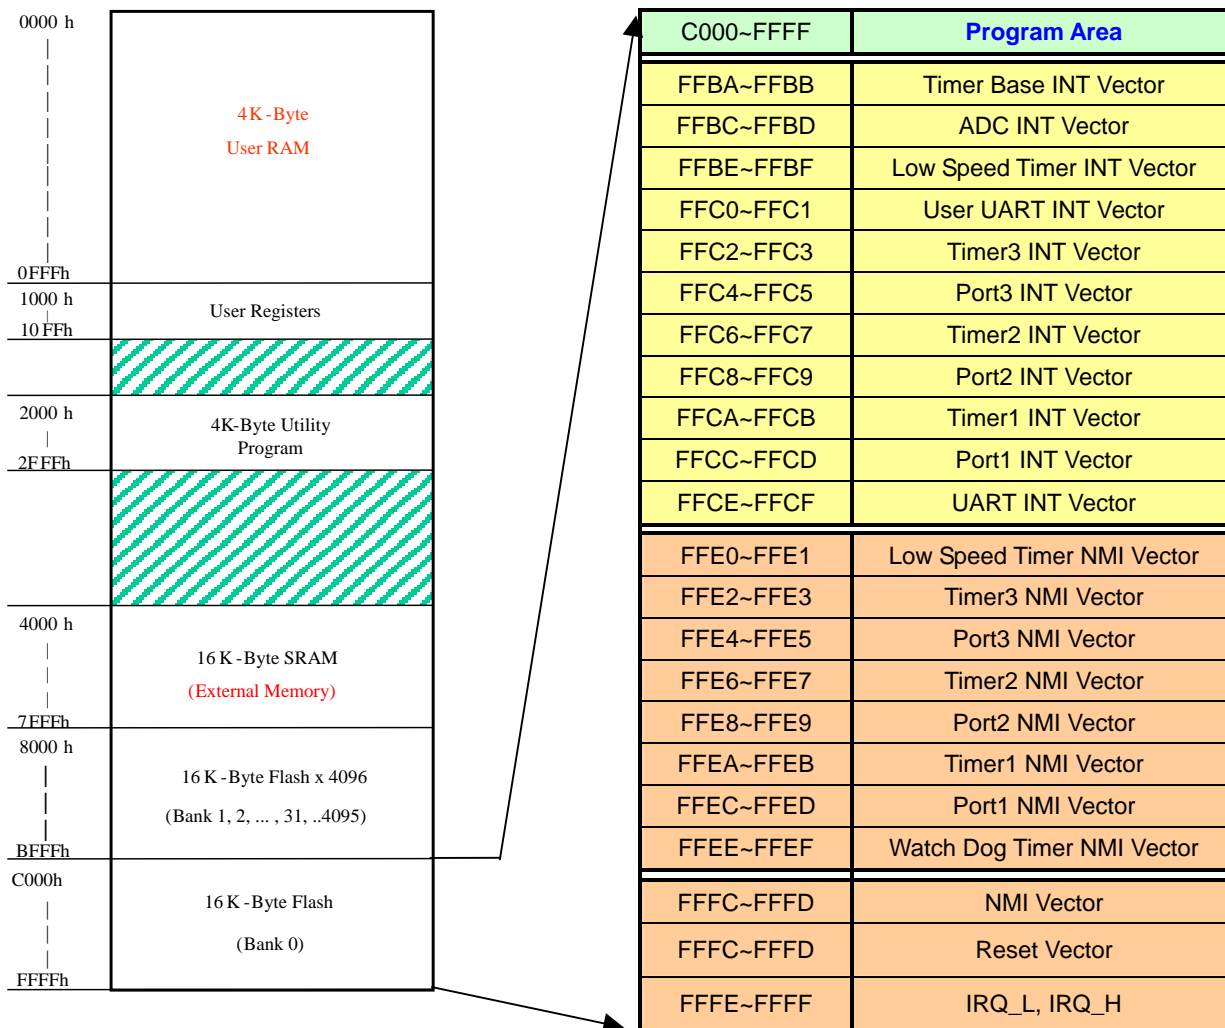 0000 h
4K-Byte
User RAM
0FFFh
1000 h
User Registers
10FFh
2000 h
4K-Byte Utility
Program
2FFFh
4000 h
16 K-Byte SRAM
(External Memory)
7FFFh
8000 h
16 K-Byte Flash x 4096
(Bank 1, 2, ... , 31, ..4095)
BFFFh
C000h
16 K-Byte Flash
(Bank 0)
FFFFh
C000~FFFF Program Area
FFBA~FFBB Timer Base INT Vector
FFBC~FFBD ADC INT Vector
FFBE~FFBF Low Speed Timer INT Vector
FFC0~FFC1 User UART INT Vector
FFC2~FFC3 Timer3 INT Vector
FFC4~FFC5 Port3 INT Vector
FFC6~FFC7 Timer2 INT Vector
FFC8~FFC9 Port2 INT Vector
FFCA~FFCB Timer1 INT Vector
FFCC~FFCD Port1 INT Vector
FFCE~FFCF UART INT Vector
FFE0~FFE1 Low Speed Timer NMI Vector
FFE2~FFE3 Timer3 NMI Vector
FFE4~FFE5 Port3 NMI Vector
FFE6~FFE7 Timer2 NMI Vector
FFE8~FFE9 Port2 NMI Vector
FFEA~FFEB Timer1 NMI Vector
FFEC~FFED Port1 NMI Vector
FFEE~FFEF Watch Dog Timer NMI Vector
FFFC~FFFD NMI Vector
FFFC~FFFD Reset Vector
FFFE~FFFF IRQ_L, IRQ_H